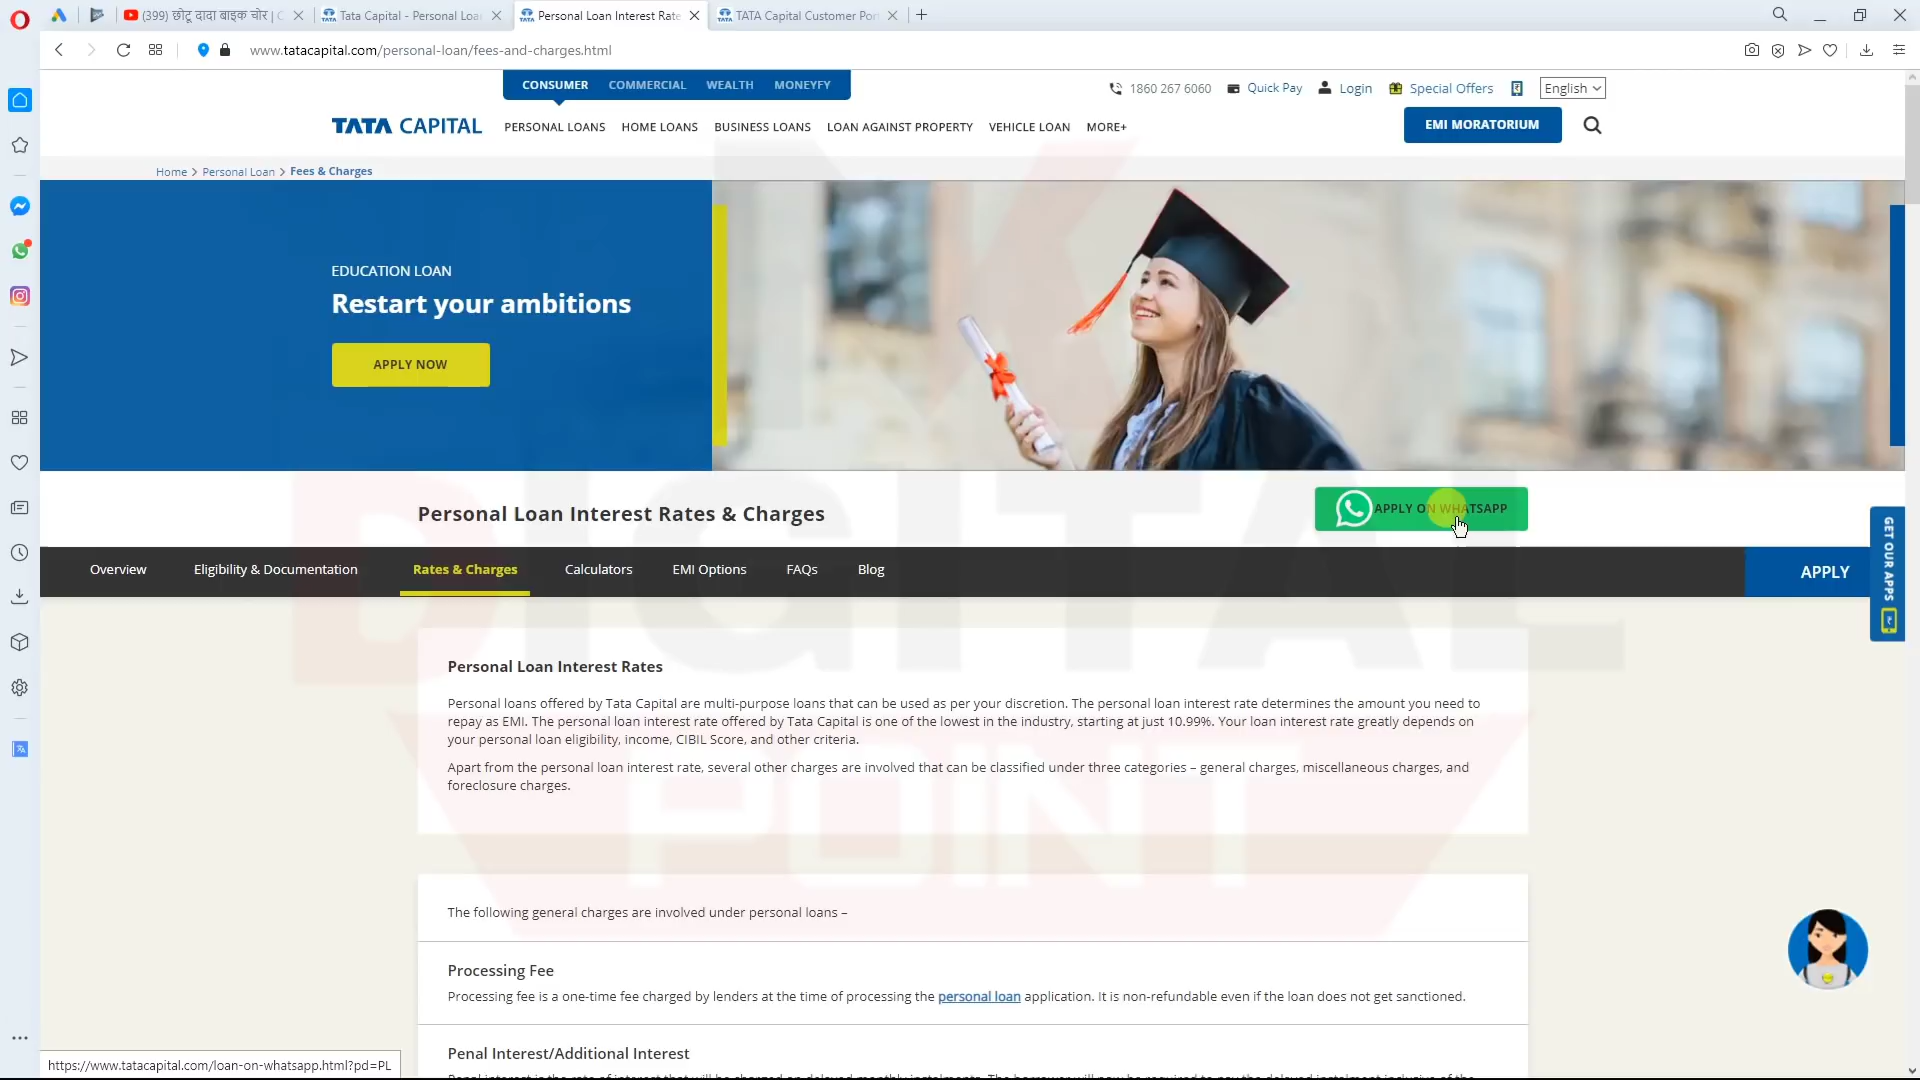 (399) छोटू दादा बाइक चोर | C
Tata Capital - Personal Loa
Personal Loan Interest Rate
TATA Capital Customer Por
www.tatacapital.com/personal-loan/fees-and-charges.html
CONSUMER COMMERCIAL WEALTH MONEYFY
1860 267 6060 Quick Pay Login Special Offers English
TATA CAPITAL PERSONAL LOANS HOME LOANS BUSINESS LOANS LOAN AGAINST PROPERTY VEHICLE LOAN MORE+ EMI MORATORIUM
Home > Personal Loan > Fees & Charges
EDUCATION LOAN
Restart your ambitions
APPLY NOW
Personal Loan Interest Rates & Charges
APPLY ON WHATSAPP
GET OUR APPS
Overview Eligibility & Documentation Rates & Charges Calculators EMI Options FAQs Blog APPLY
Personal Loan Interest Rates
Personal loans offered by Tata Capital are multi-purpose loans that can be used as per your discretion. The personal loan interest rate determines the amount you need to
repay as EMI. The personal loan interest rate offered by Tata Capital is one of the lowest in the industry, starting at just 10.99%. Your loan interest rate greatly depends on
your personal loan eligibility, income, CIBIL Score, and other criteria.
Apart from the personal loan interest rate, several other charges are involved that can be classified under three categories – general charges, miscellaneous charges, and
foreclosure charges.
DIGITAL
POINT
The following general charges are involved under personal loans –
Processing Fee
Processing fee is a one-time fee charged by lenders at the time of processing the personal loan application. It is non-refundable even if the loan does not get sanctioned.
Penal Interest/Additional Interest
https://www.tatacapital.com/loan-on-whatsapp.html?pd=PL